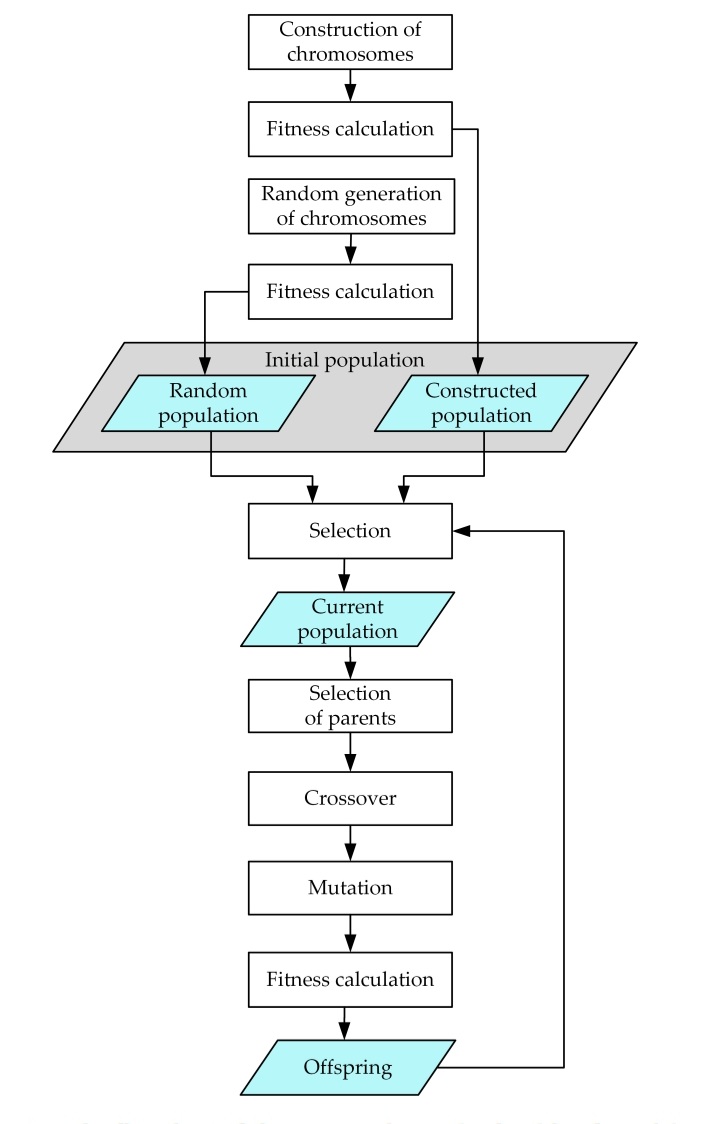 Construction of
chromosomes
Fitness calculation
Random generation
of chromosomes
Fitness calculation
Initial population
Random
population
Constructed
population
Selection
Current
population
Selection
of parents
Crossover
Mutation
Fitness calculation
Offspring